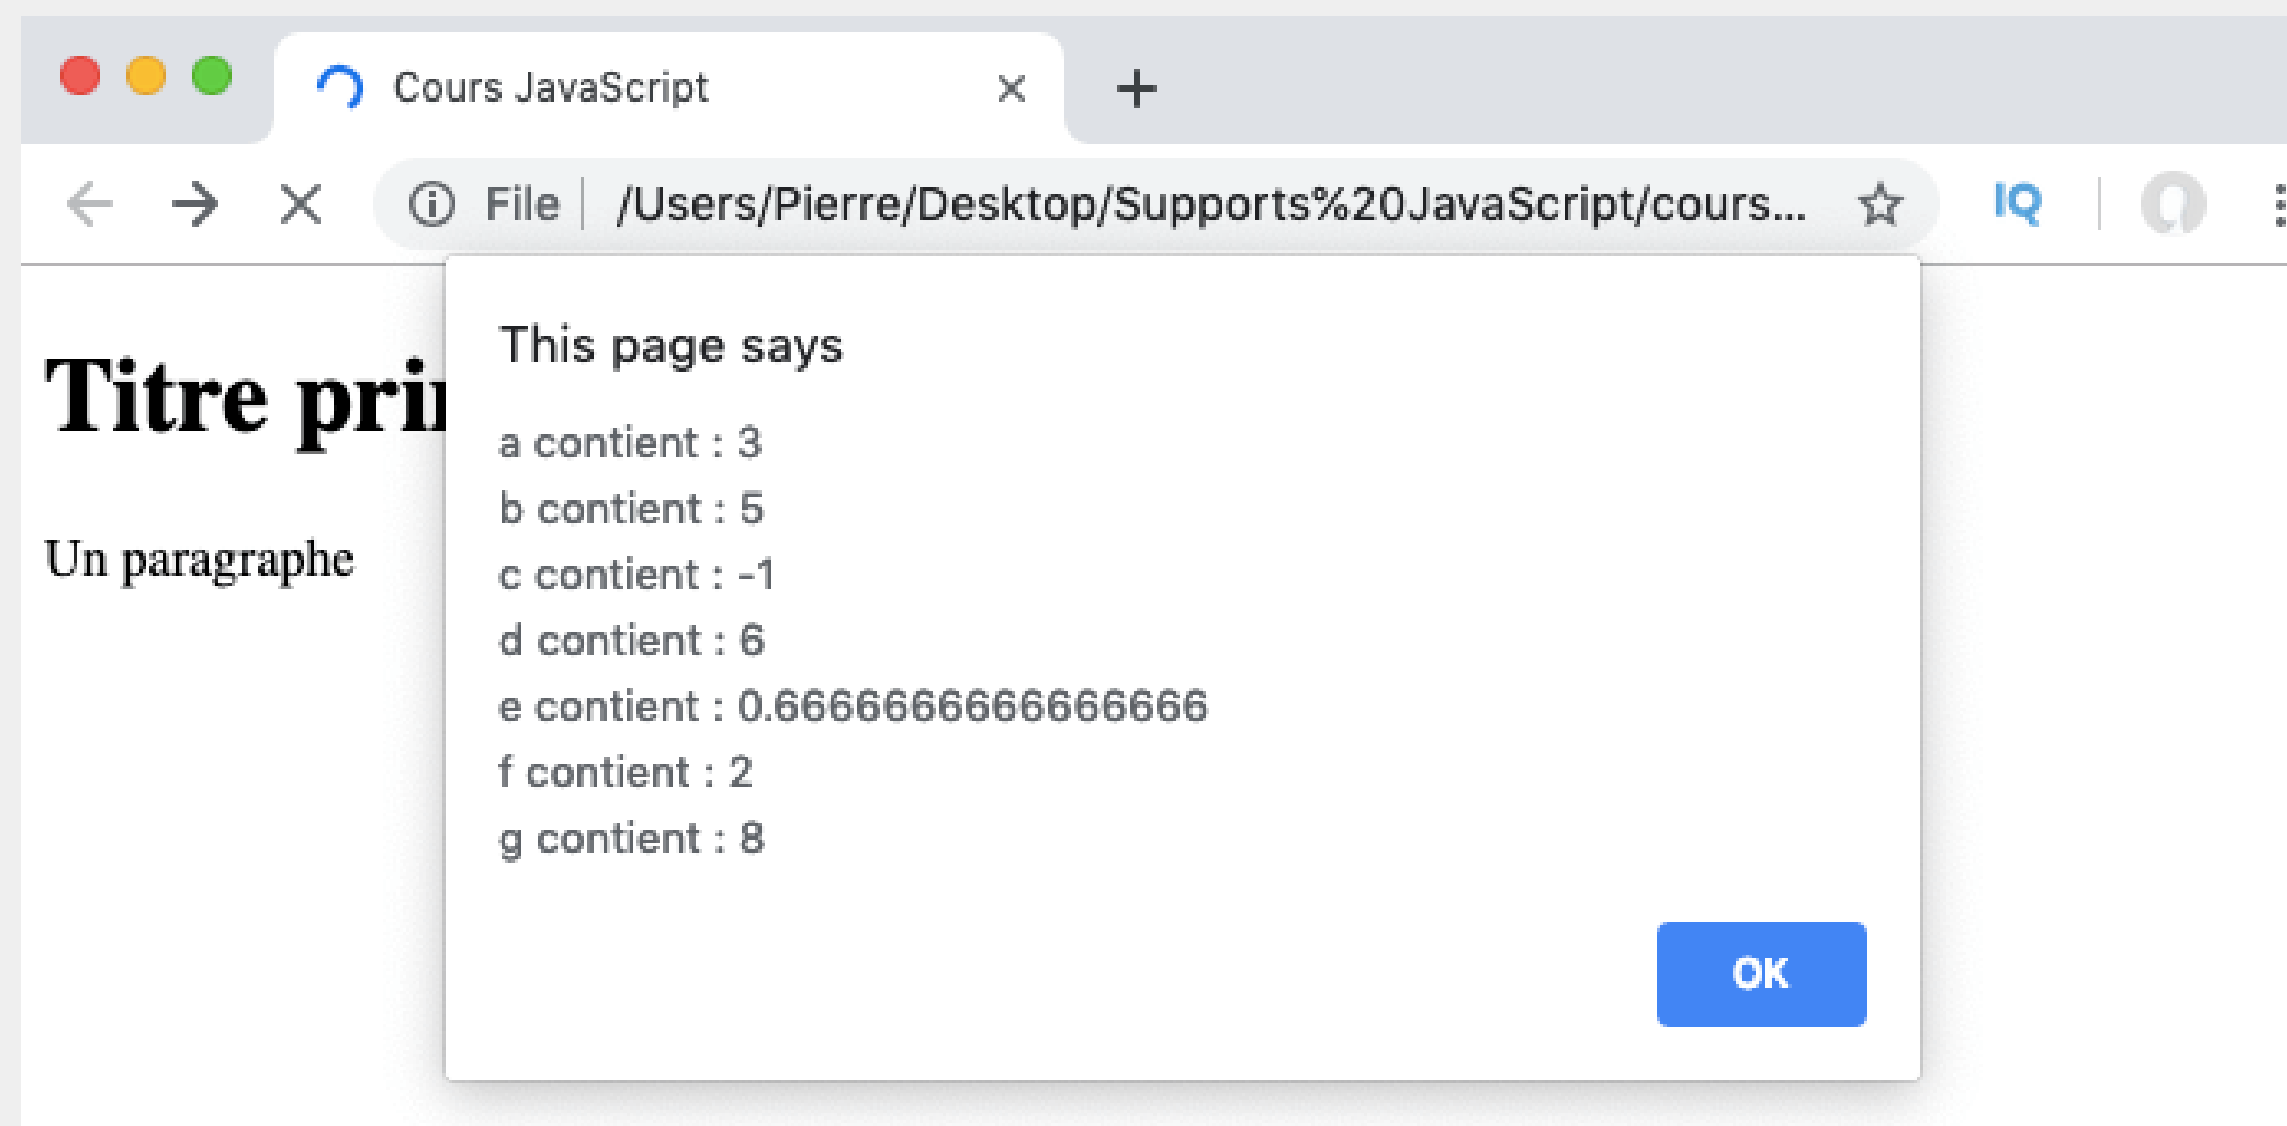 Cours JavaScript
File /Users/Pierre/Desktop/Supports%20JavaScript/cours...
IQ
Titre pri
Un paragraphe
This page says
a contient : 3
b contient : 5
c contient : -1
d contient : 6
e contient : 0.6666666666666666
f contient : 2
g contient : 8
OK